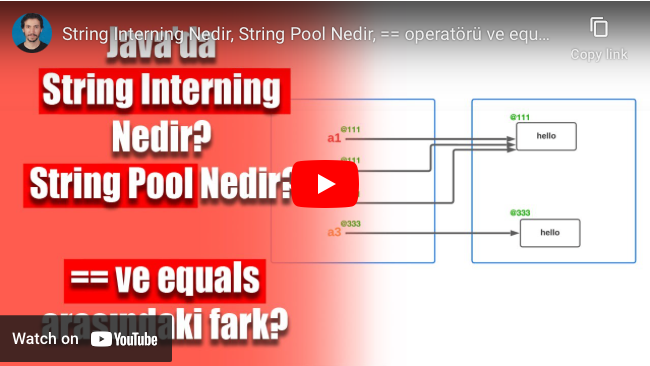 String Interning Nedir, String Pool Nedir, == operatörü ve equ...
Copy link
Java'da
String Interning
Nedir?
String Pool Nedir?
== ve equals
arasındaki fark?
@111
a1
@111
@333
a3
@111
hello
@333
hello
Watch on YouTube